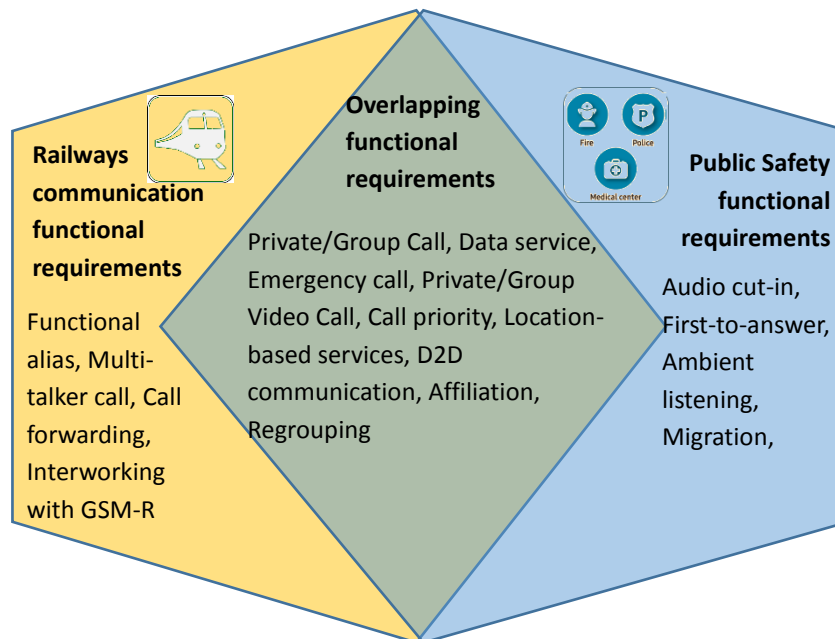 Railways
communication
functional
requirements
Functional
alias, Multi-
talker call, Call
forwarding,
Interworking
with GSM-R
Overlapping
functional
requirements
Private/Group Call, Data service,
Emergency call, Private/Group
Video Call, Call priority, Location-
based services, D2D
communication, Affiliation,
Regrouping
Fire
P
Police
Medical center
Public Safety
functional
requirements
Audio cut-in,
First-to-answer,
Ambient
listening,
Migration,